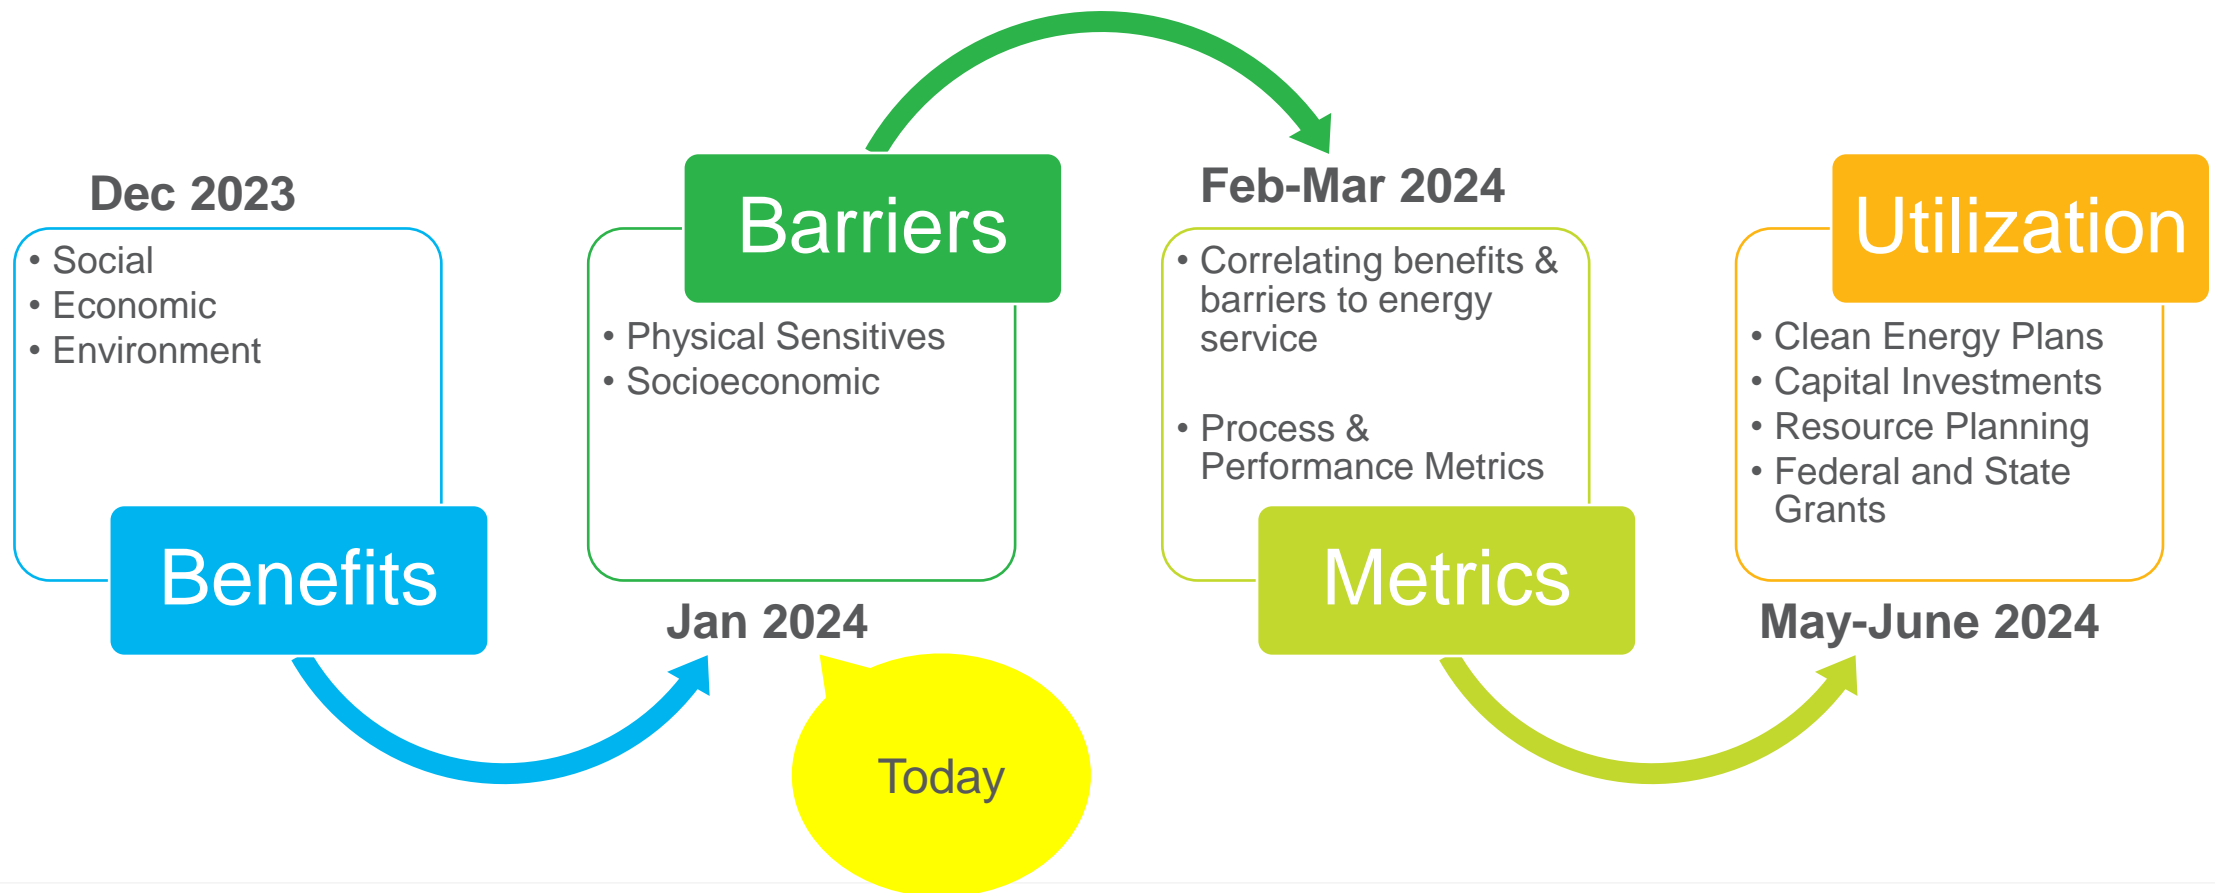 Dec 2023
• Social
• Economic
• Environment
Benefits
Barriers
• Physical Sensitives
• Socioeconomic
Jan 2024
Today
Feb-Mar 2024
• Correlating benefits &
barriers to energy
service
• Process &
Performance Metrics
Metrics
Utilization
• Clean Energy Plans
• Capital Investments
• Resource Planning
• Federal and State
Grants
May-June 2024